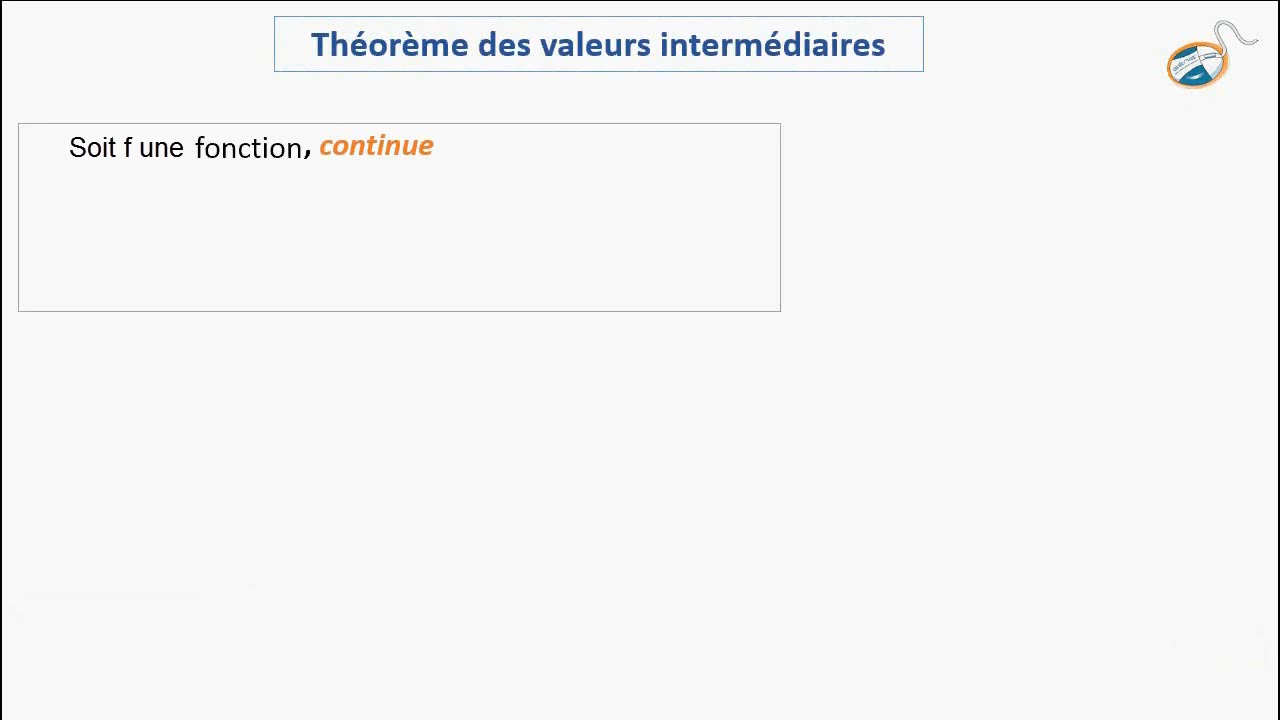 Théorème des valeurs intermédiaires
Soit f une fonction, continue